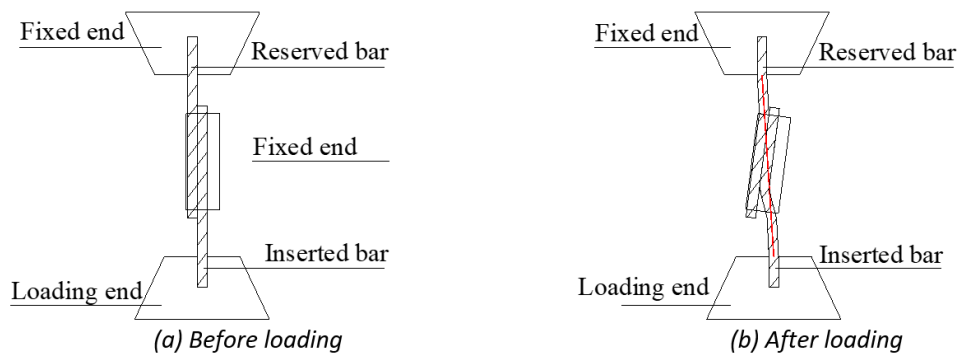 Fixed end
Reserved bar
Fixed end
Inserted bar
Loading end
(a) Before loading
Fixed end
Reserved bar
Inserted bar
Loading end
(b) After loading